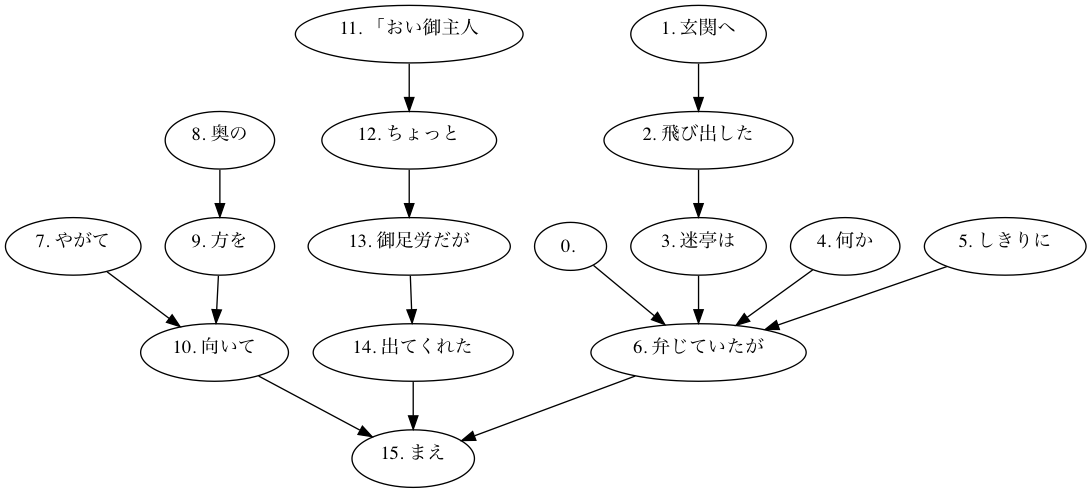 11. 「おい御主人
1. 玄関へ
8. 奥の
12. ちょっと
2. 飛び出した
7. やがて
9. 方を
13. 御足労だが
0.
3. 迷亭は
4. 何か
5. しきりに
10. 向いて
14. 出てくれた
6. 弁じていたが
15. まえ